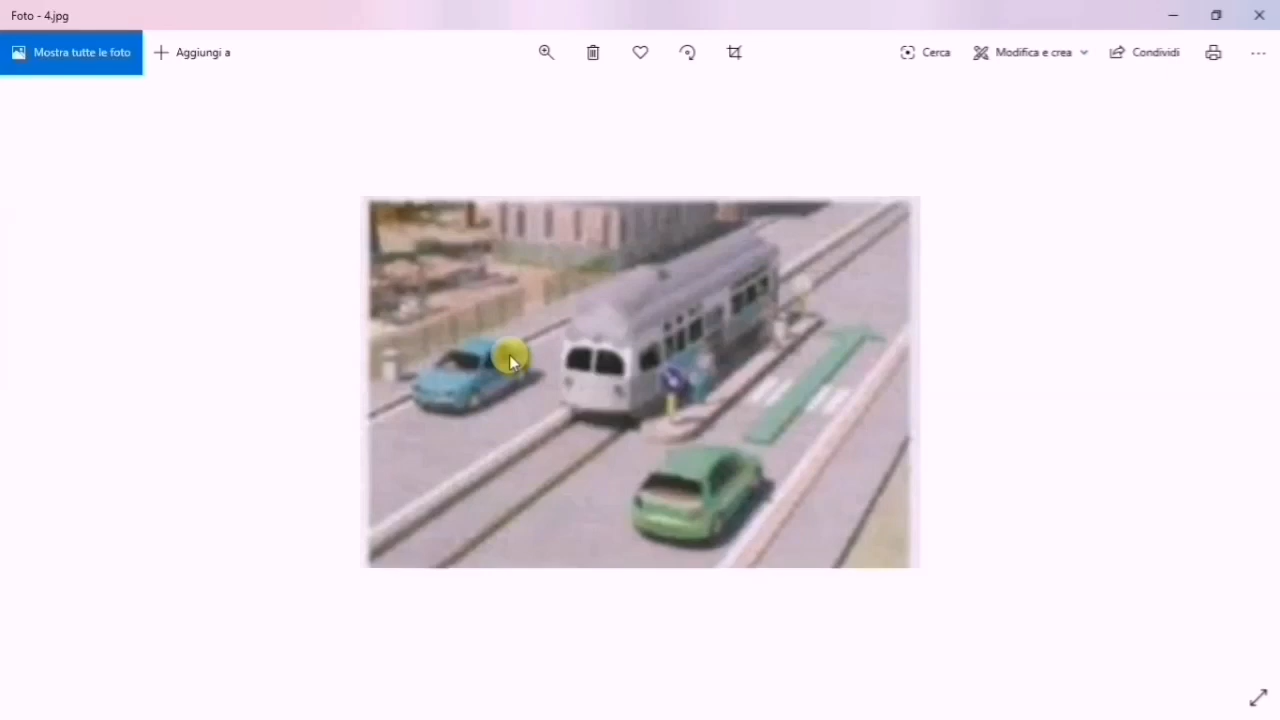 Foto - 4.jpg
Mostra tutte le foto
Aggiungi a
Cerca
Modifica e crea
Condividi